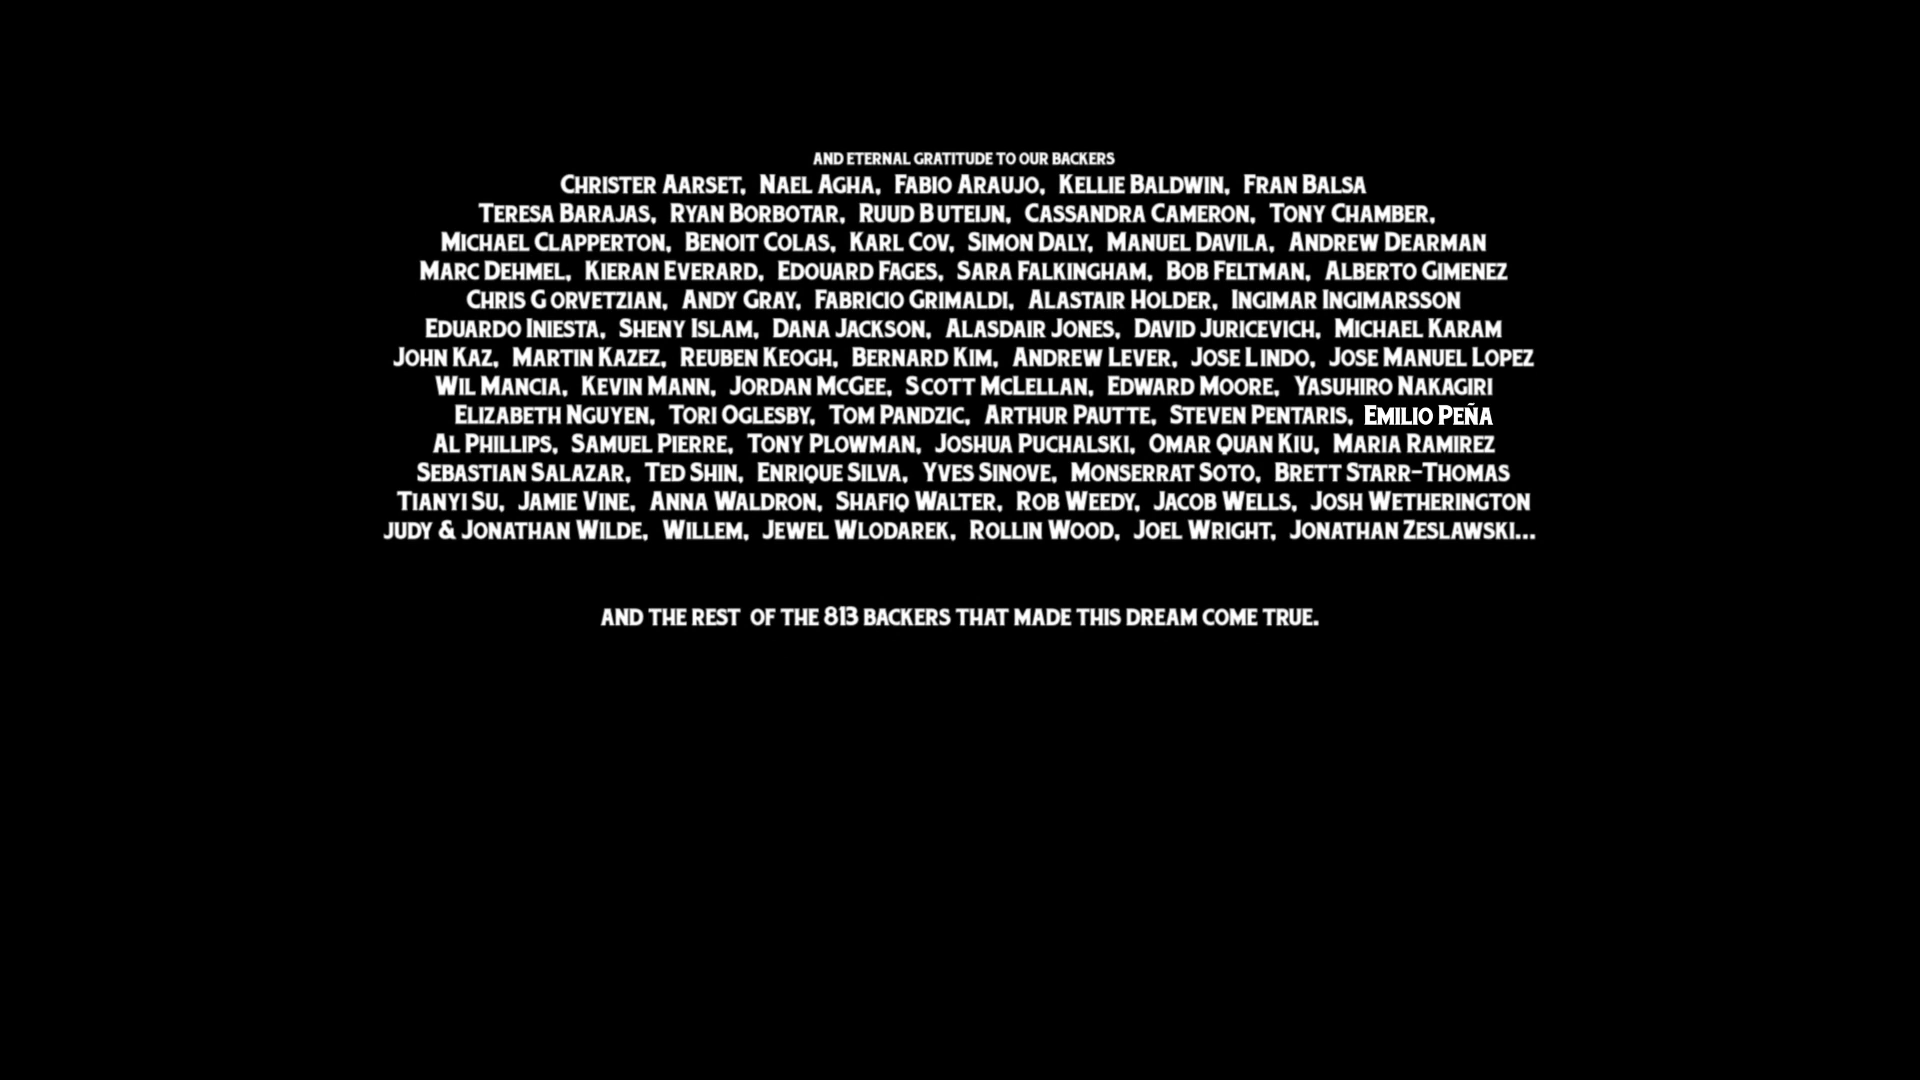 AND ETERNAL GRATITUDE TO OUR BACKERS
CHRISTER AARSET, NAEL AGHA, FABIO ARAUJO, KELLIE BALDWIN, FRAN BALSA
TERESA BARAJAS, RYAN BORBOTAR, RUUD BUTEIJN, CASSANDRA CAMERON, TONY CHAMBER,
MICHAEL CLAPPERTON, BENOIT COLAS, KARL COV, SIMON DALY, MANUEL DAVILA, ANDREW DEARMAN
MARC DEHMEL, KIERAN EVERARD, EDOUARD FAGES, SARA FALKINGHAM, BOB FELTMAN, ALBERTO GIMENEZ
CHRIS G ORVETZIAN, ANDY GRAY, FABRICIO GRIMALDI, ALASTAIR HOLDER, INGIMAR INGIMARSSON
EDUARDO INIESTA, SHENY ISLAM, DANA JACKSON, ALASDAIR JONES, DAVID JURICEVICH, MICHAEL KARAM
JOHN KAZ, MARTIN KAZEZ, REUBEN KEOGH, BERNARD KIM, ANDREW LEVER, JOSE LINDO, JOSE MANUEL LOPEZ
WIL MANCIA, KEVIN MANN, JORDAN MCGEE, SCOTT MCLELLAN, EDWARD MOORE, YASUHIRO NAKAGIRI
ELIZABETH NGUYEN, TORI OGLESBY, TOM PANDZIC, ARTHUR PAUTTE, STEVEN PENTARIS, EMILIO PEÑA
AL PHILLIPS, SAMUEL PIERRE, TONY PLOWMAN, JOSHUA PUCHALSKI, OMAR QUAN KIU, MARIA RAMIREZ
SEBASTIAN SALAZAR, TED SHIN, ENRIQUE SILVA, YVES SINOVE, MONSERRAT SOTO, BRETT STARR-THOMAS
TIANYI SU, JAMIE VINE, ANNA WALDRON, SHAFIQ WALTER, ROB WEEDY, JACOB WELLS, JOSH WETHERINGTON
JUDY & JONATHAN WILDE, WILLEM, JEWEL WLODAREK, ROLLIN WOOD, JOEL WRIGHT, JONATHAN ZESLAWSKI...
AND THE REST OF THE 813 BACKERS THAT MADE THIS DREAM COME TRUE.